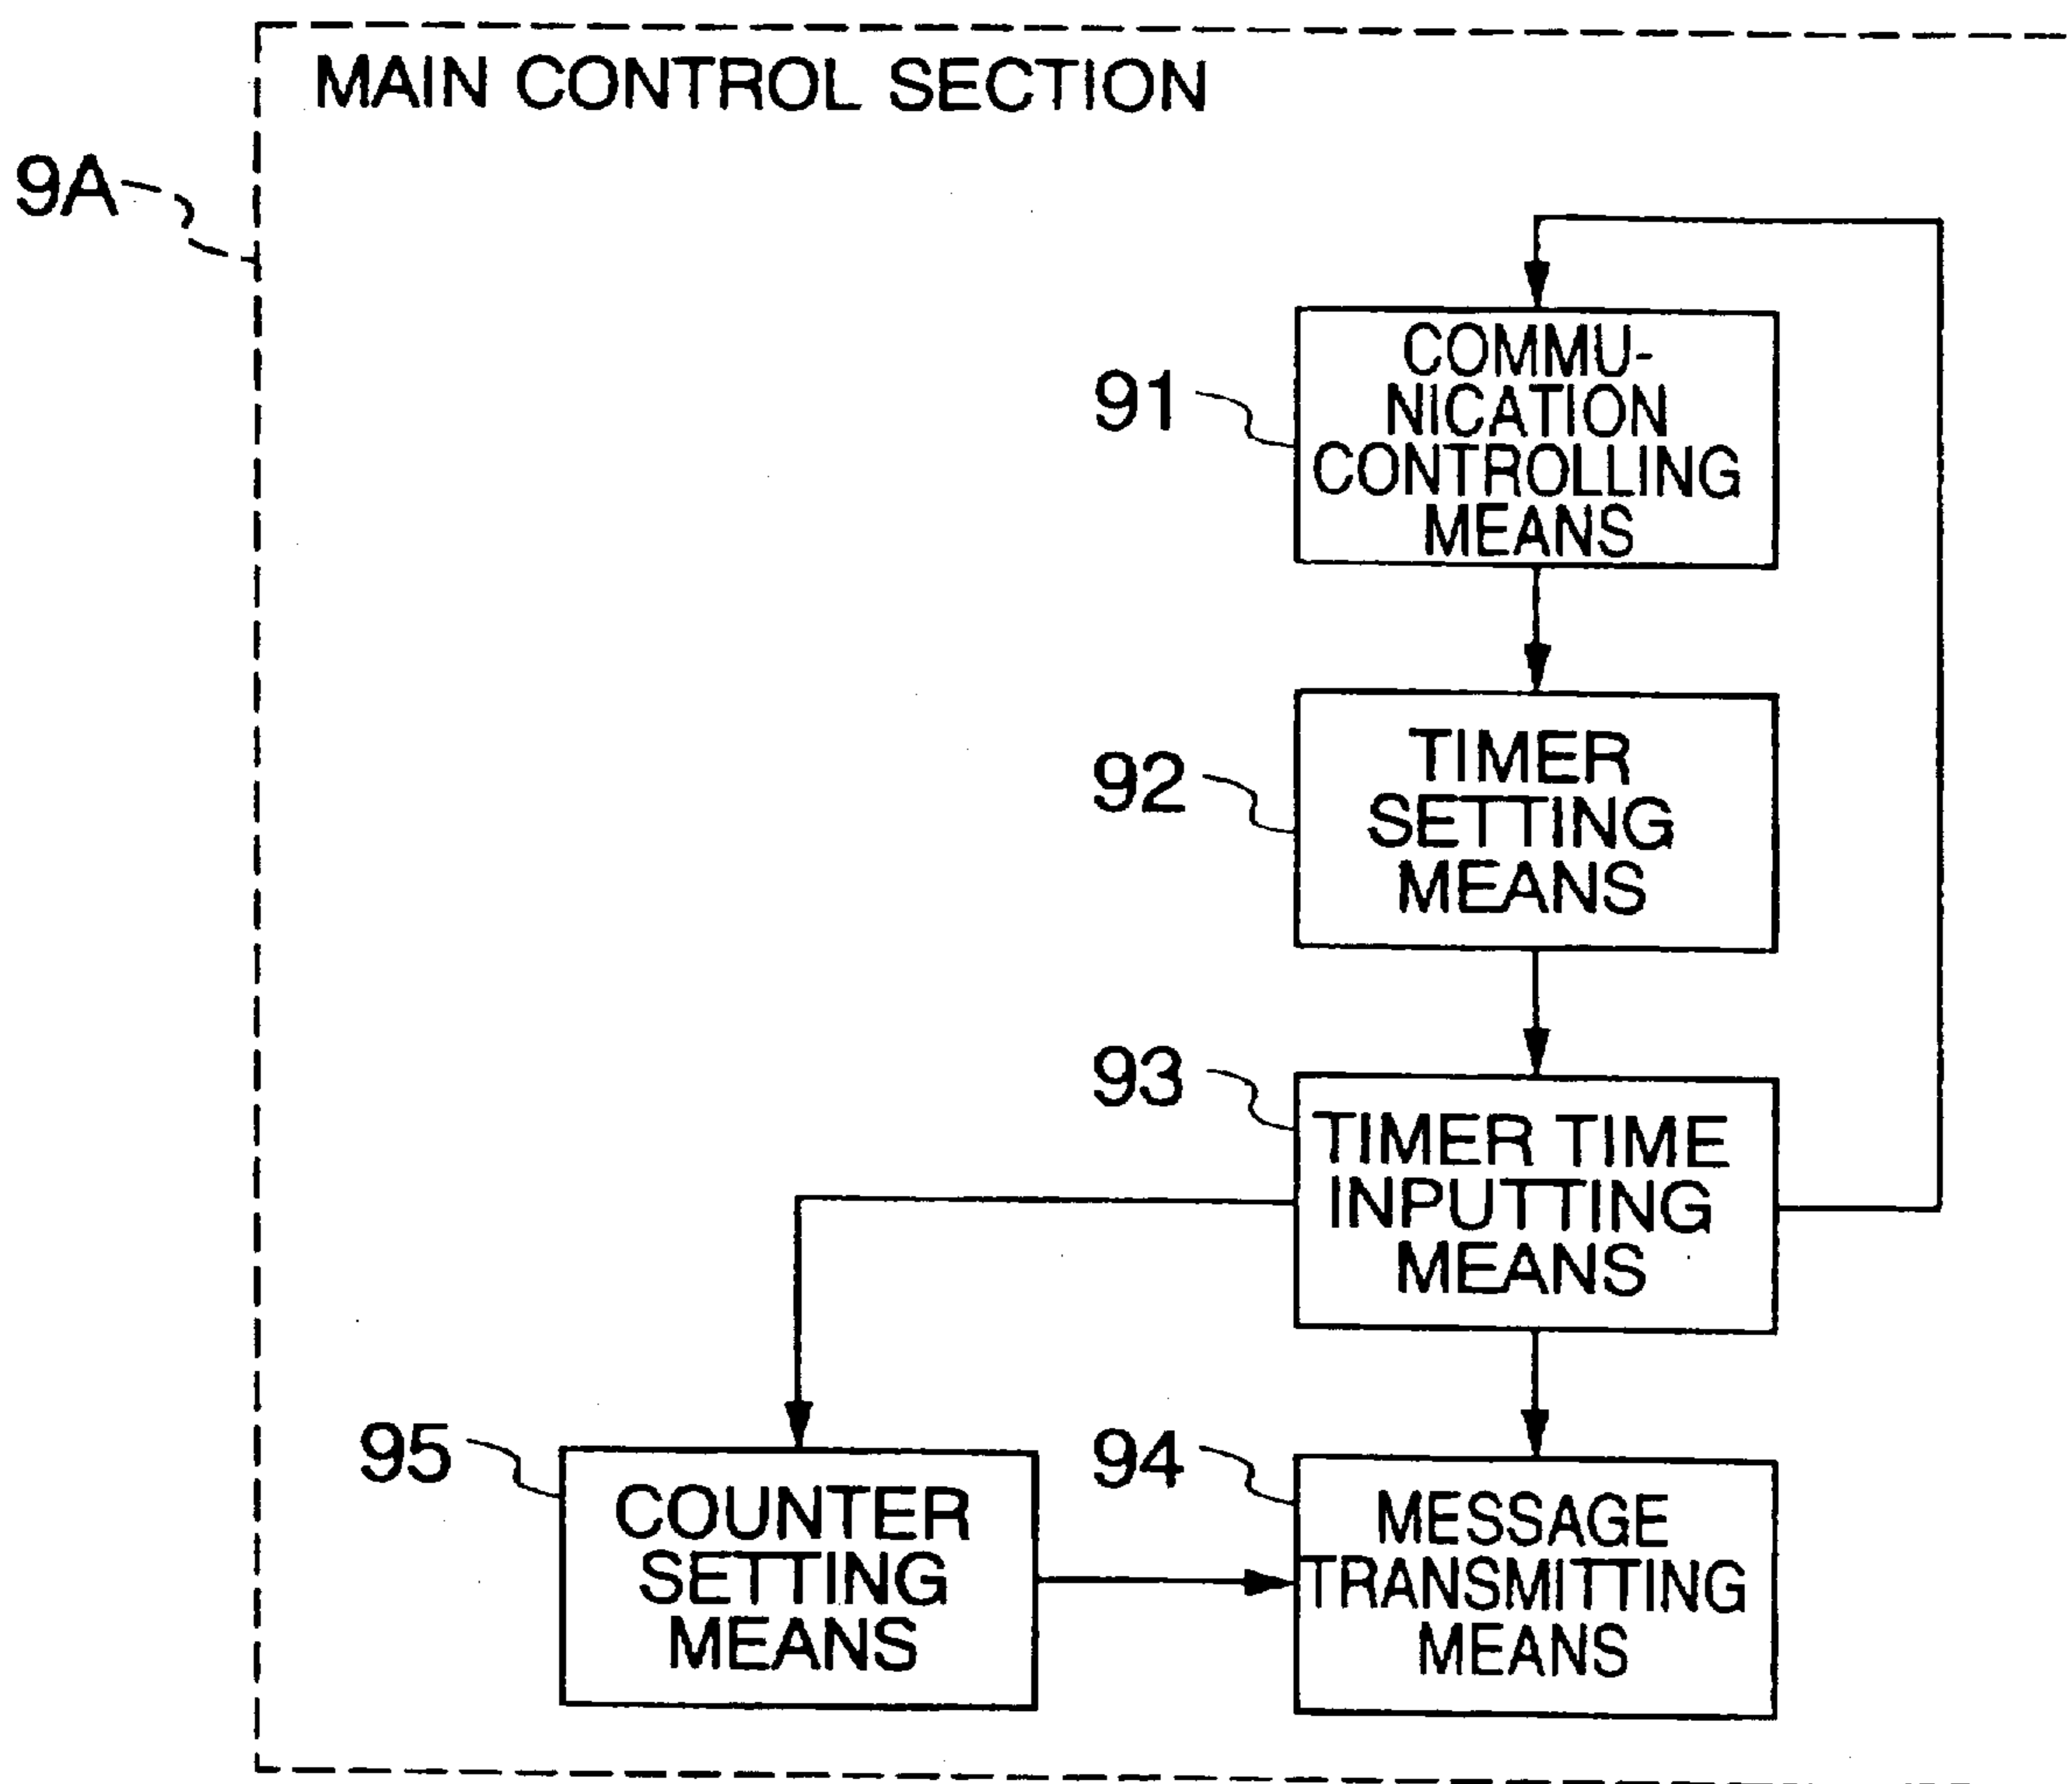 MAIN CONTROL SECTION
9A
91
COMMU-
NICATION
CONTROLLING
MEANS
92
TIMER
SETTING
MEANS
93
TIMER TIME
INPUTTING
MEANS
95
COUNTER
SETTING
MEANS
94
MESSAGE
TRANSMITTING
MEANS